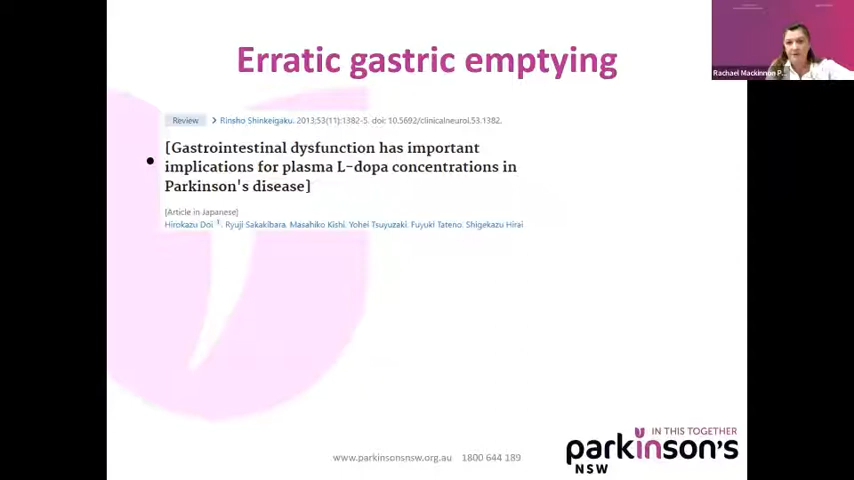 Erratic gastric emptying
Rachael Mackinnon P...
Review > Rinsho Shinkeigaku. 2013;53(11):1382-5. doi: 10.5692/clinicalneurol.53.1382.
[Gastrointestinal dysfunction has important
implications for plasma L-dopa concentrations in
Parkinson's disease]
[Article in Japanese]
Hirokazu Doi 1, Ryuji Sakakibara, Masahiko Kishi, Yohei Tsuyuzaki, Fuyuki Tateno, Shigekazu Hirai
IN THIS TOGETHER
parkinson's
NSW
www.parkinsonsnsw.org.au 1800 644 189